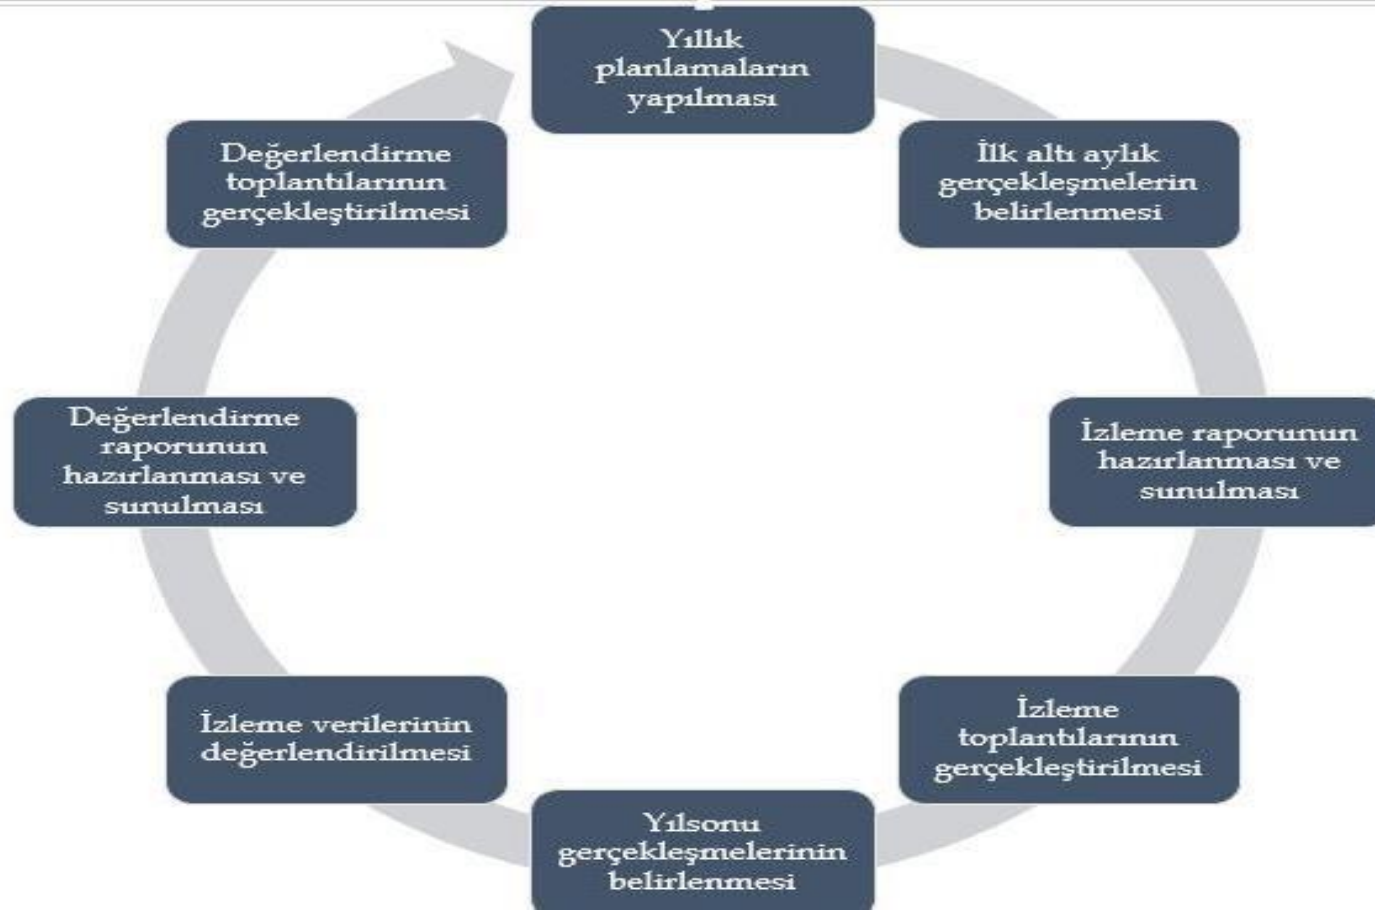 Yıllık
planlamaların
yapılması
İlk altı aylık
gerçekleşmelerin
belirlenmesi
İzleme raporunun
hazırlanması ve
sunulması
İzleme
toplantılarının
gerçekleştirilmesi
Yılsonu
gerçekleşmelerinin
belirlenmesi
İzleme verilerinin
değerlendirilmesi
Değerlendirme
raporunun
hazırlanması ve
sunulması
Değerlendirme
toplantılarının
gerçekleştirilmesi